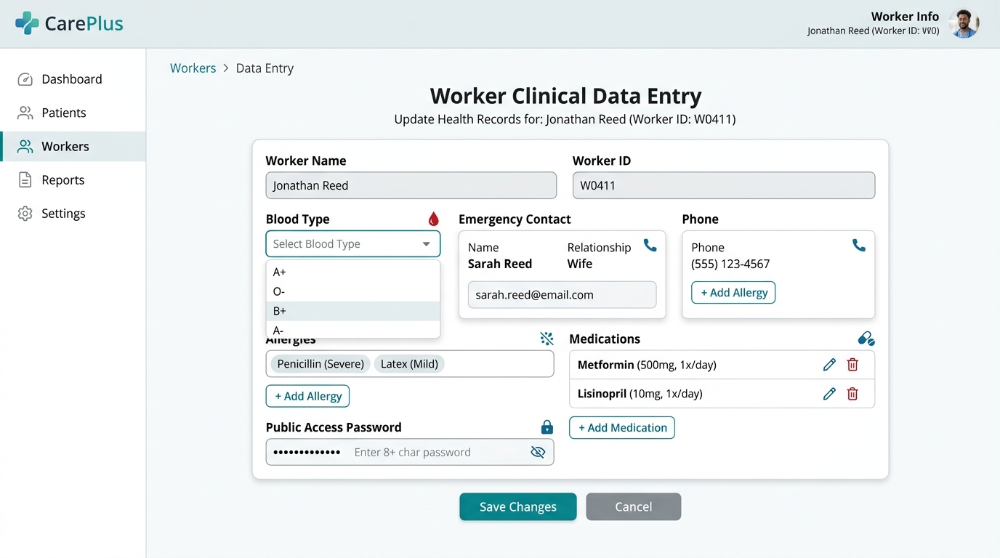 CarePlus
Worker Info
Jonathan Reed (Worker ID: VV0)
Dashboard
Patients
Workers
Reports
Settings
Workers > Data Entry
Worker Clinical Data Entry
Update Health Records for: Jonathan Reed (Worker ID: W0411)
Worker Name
Jonathan Reed
Worker ID
W0411
Blood Type
Select Blood Type
A+
O-
B+
A-
Emergency Contact
Name
Sarah Reed
Relationship
Wife
sarah.reed@email.com
Phone
Phone
(555) 123-4567
+ Add Allergy
Allergies
Penicillin (Severe)
Latex (Mild)
+ Add Allergy
Medications
Metformin (500mg, 1x/day)
Lisinopril (10mg, 1x/day)
+ Add Medication
Public Access Password
••••••••••••• Enter 8+ char password
Save Changes
Cancel